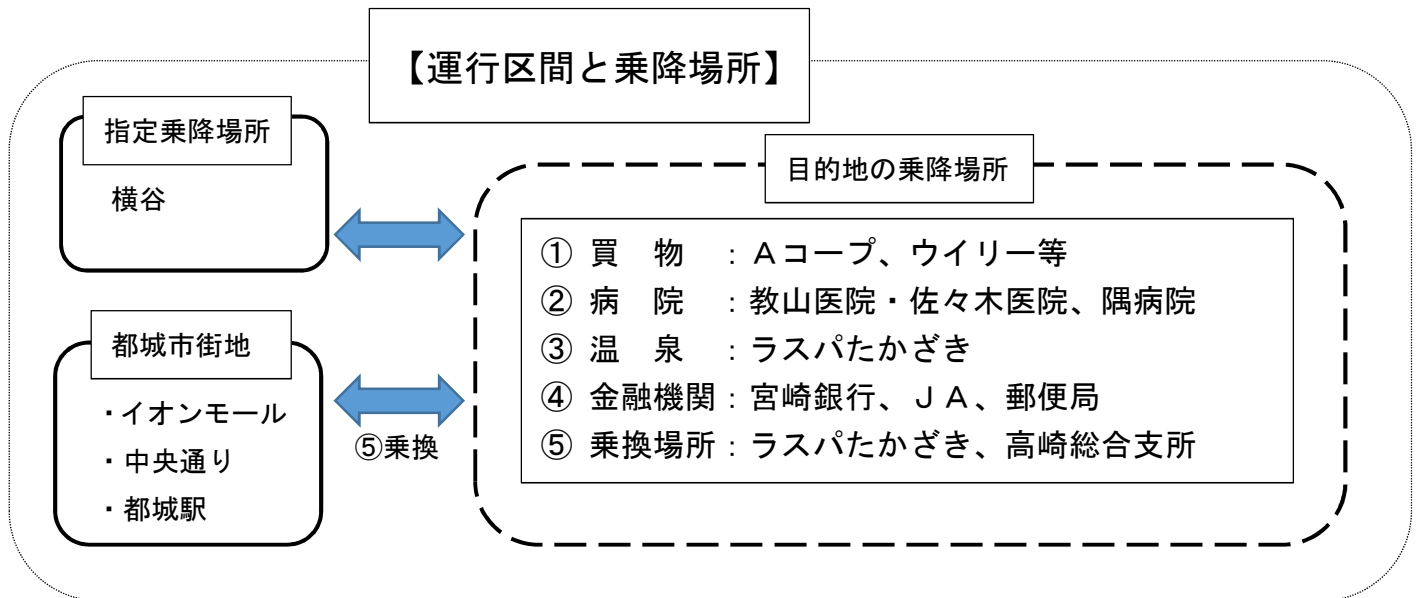 【運行区間と乗降場所】
指定乗降場所
横谷
都城市街地
・イオンモール
・中央通り
・都城駅
⑤乗換
目的地の乗降場所
① 買　物　：Ａコープ、ウイリー等
② 病　院　：教山医院・佐々木医院、隅病院
③ 温　泉　：ラスパたかざき
④ 金融機関：宮崎銀行、ＪＡ、郵便局
⑤ 乗換場所：ラスパたかざき、高崎総合支所